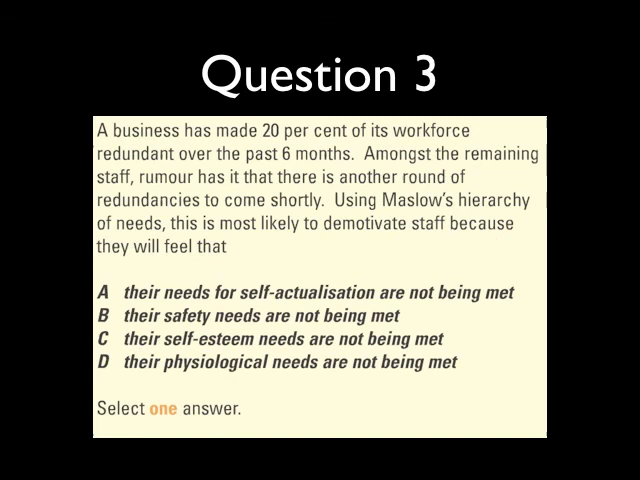 Question 3
A business has made 20 per cent of its workforce
redundant over the past 6 months. Amongst the remaining
staff, rumour has it that there is another round of
redundancies to come shortly. Using Maslow's hierarchy
of needs, this is most likely to demotivate staff because
they will feel that
A their needs for self-actualisation are not being met
B their safety needs are not being met
C their self-esteem needs are not being met
D their physiological needs are not being met
Select one answer.